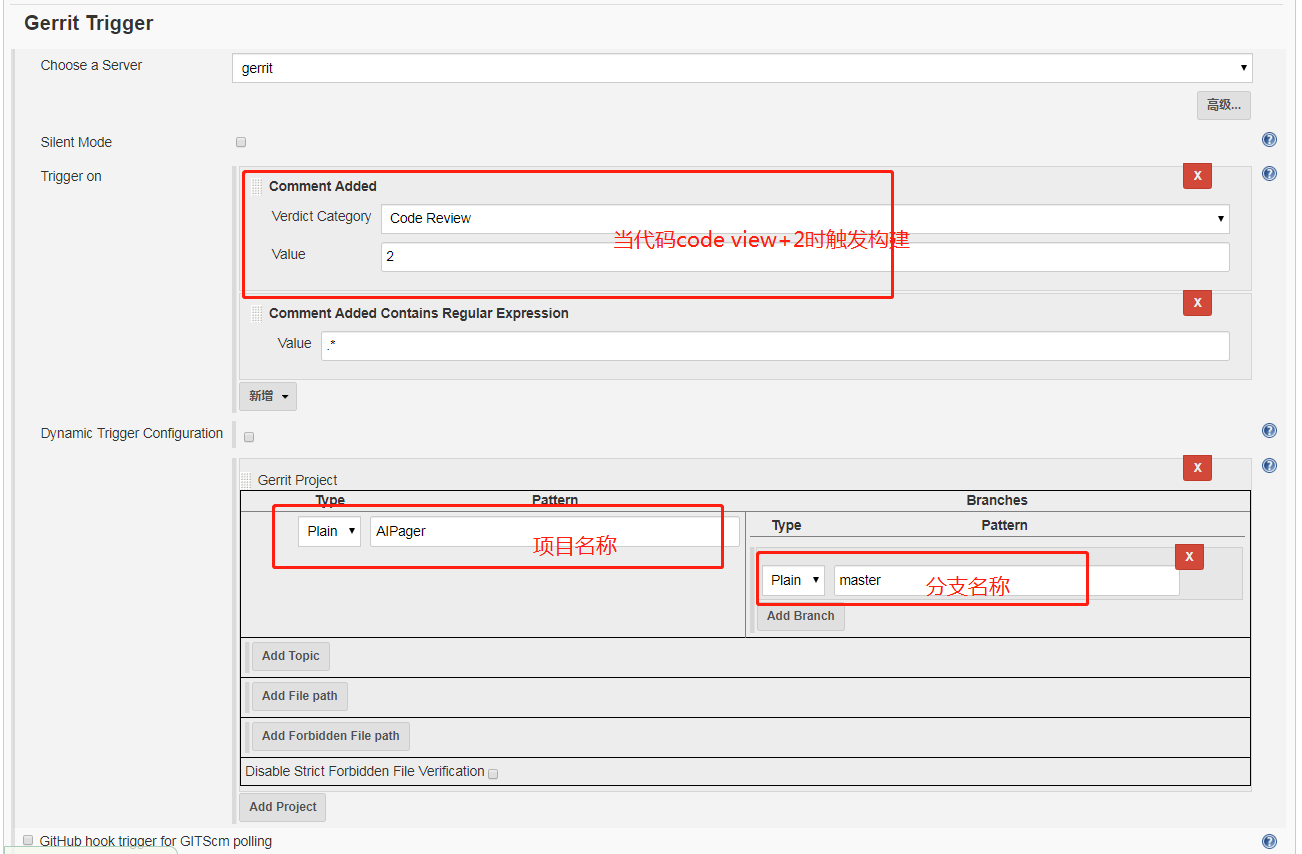 Gerrit Trigger
Choose a Server
gerrit
高级...
Silent Mode
Trigger on
Comment Added
X
Verdict Category
Code Review
当代码code view+2时触发构建
Value
2
Comment Added Contains Regular Expression
X
Value
.*
新增
Dynamic Trigger Configuration
X
Gerrit Project
Type Pattern Branches
Plain AIPager
项目名称
Type Pattern
X
Plain master
分支名称
Add Branch
Add Topic
Add File path
Add Forbidden File path
Disable Strict Forbidden File Verification
Add Project
GitHub hook trigger for GITScm polling